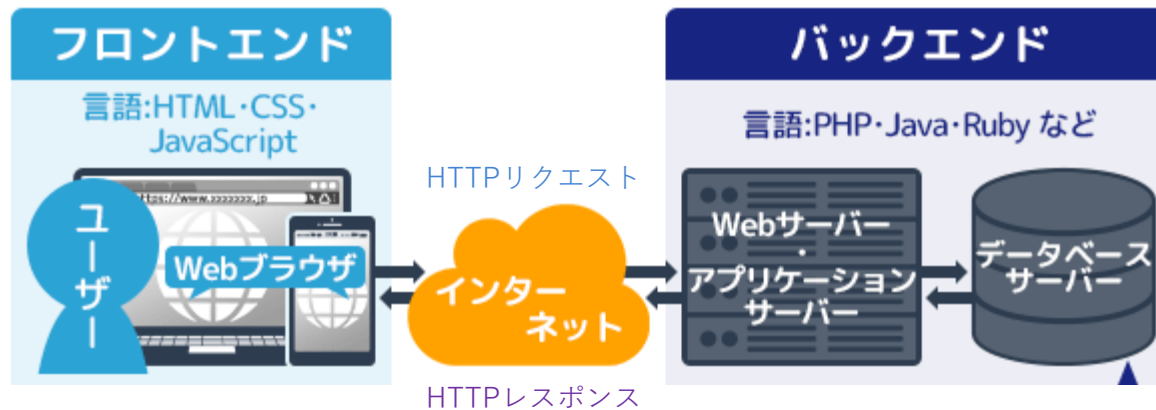 フロントエンド
言語:HTML・CSS・
JavaScript
ユーザー
https://www.xxxxxxx.jp
Webブラウザ
HTTPリクエスト
インター
ネット
HTTPレスポンス
バックエンド
言語:PHP・Java・Ruby など
Webサーバー
・
アプリケーション
サーバー
データベース
サーバー